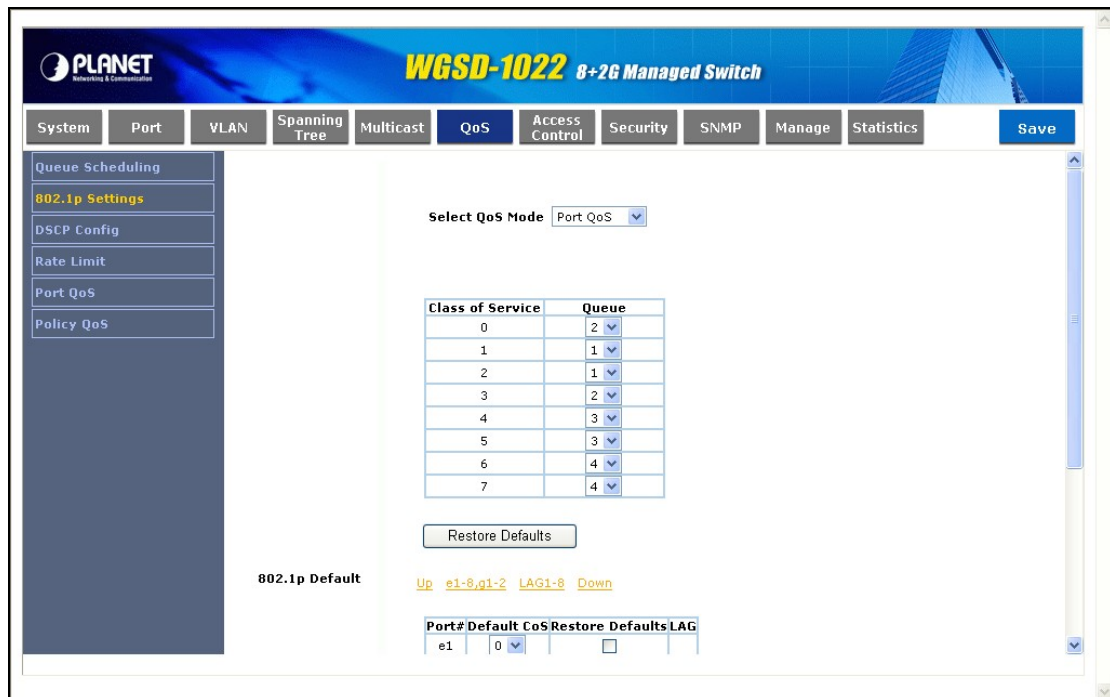 PLANET
Networking & Communication
WGSD-1022 8+2G Managed Switch
System Port VLAN Spanning Tree Multicast QoS Access Control Security SNMP Manage Statistics Save
Queue Scheduling
802.1p Settings
DSCP Config
Rate Limit
Port QoS
Policy QoS
Select QoS Mode Port QoS
Class of Service Queue
0 2
1 1
2 1
3 2
4 3
5 3
6 4
7 4
Restore Defaults
802.1p Default Up e1-8,g1-2 LAG1-8 Down
Port# Default CoS Restore Defaults LAG
e1 0